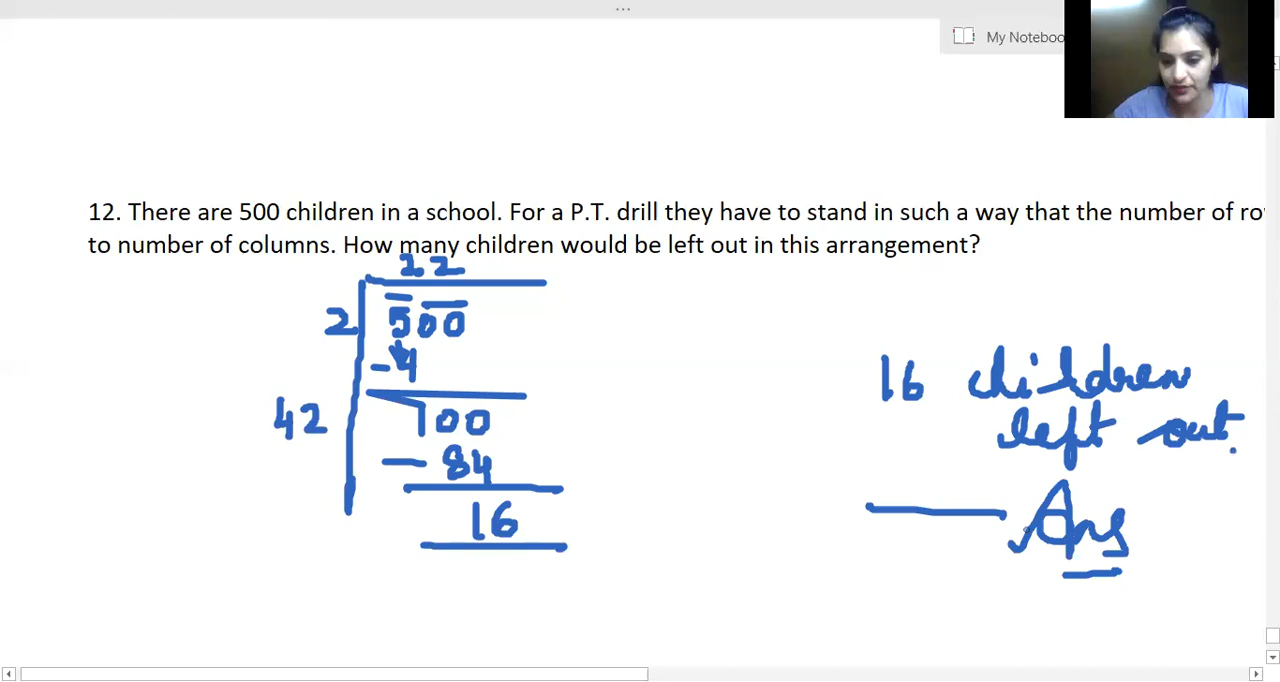 ...
My Noteboo
12. There are 500 children in a school. For a P.T. drill they have to stand in such a way that the number of ro
to number of columns. How many children would be left out in this arrangement?
22
2 500
- 4
42 100
- 84
16
16 children
left out.
Ans